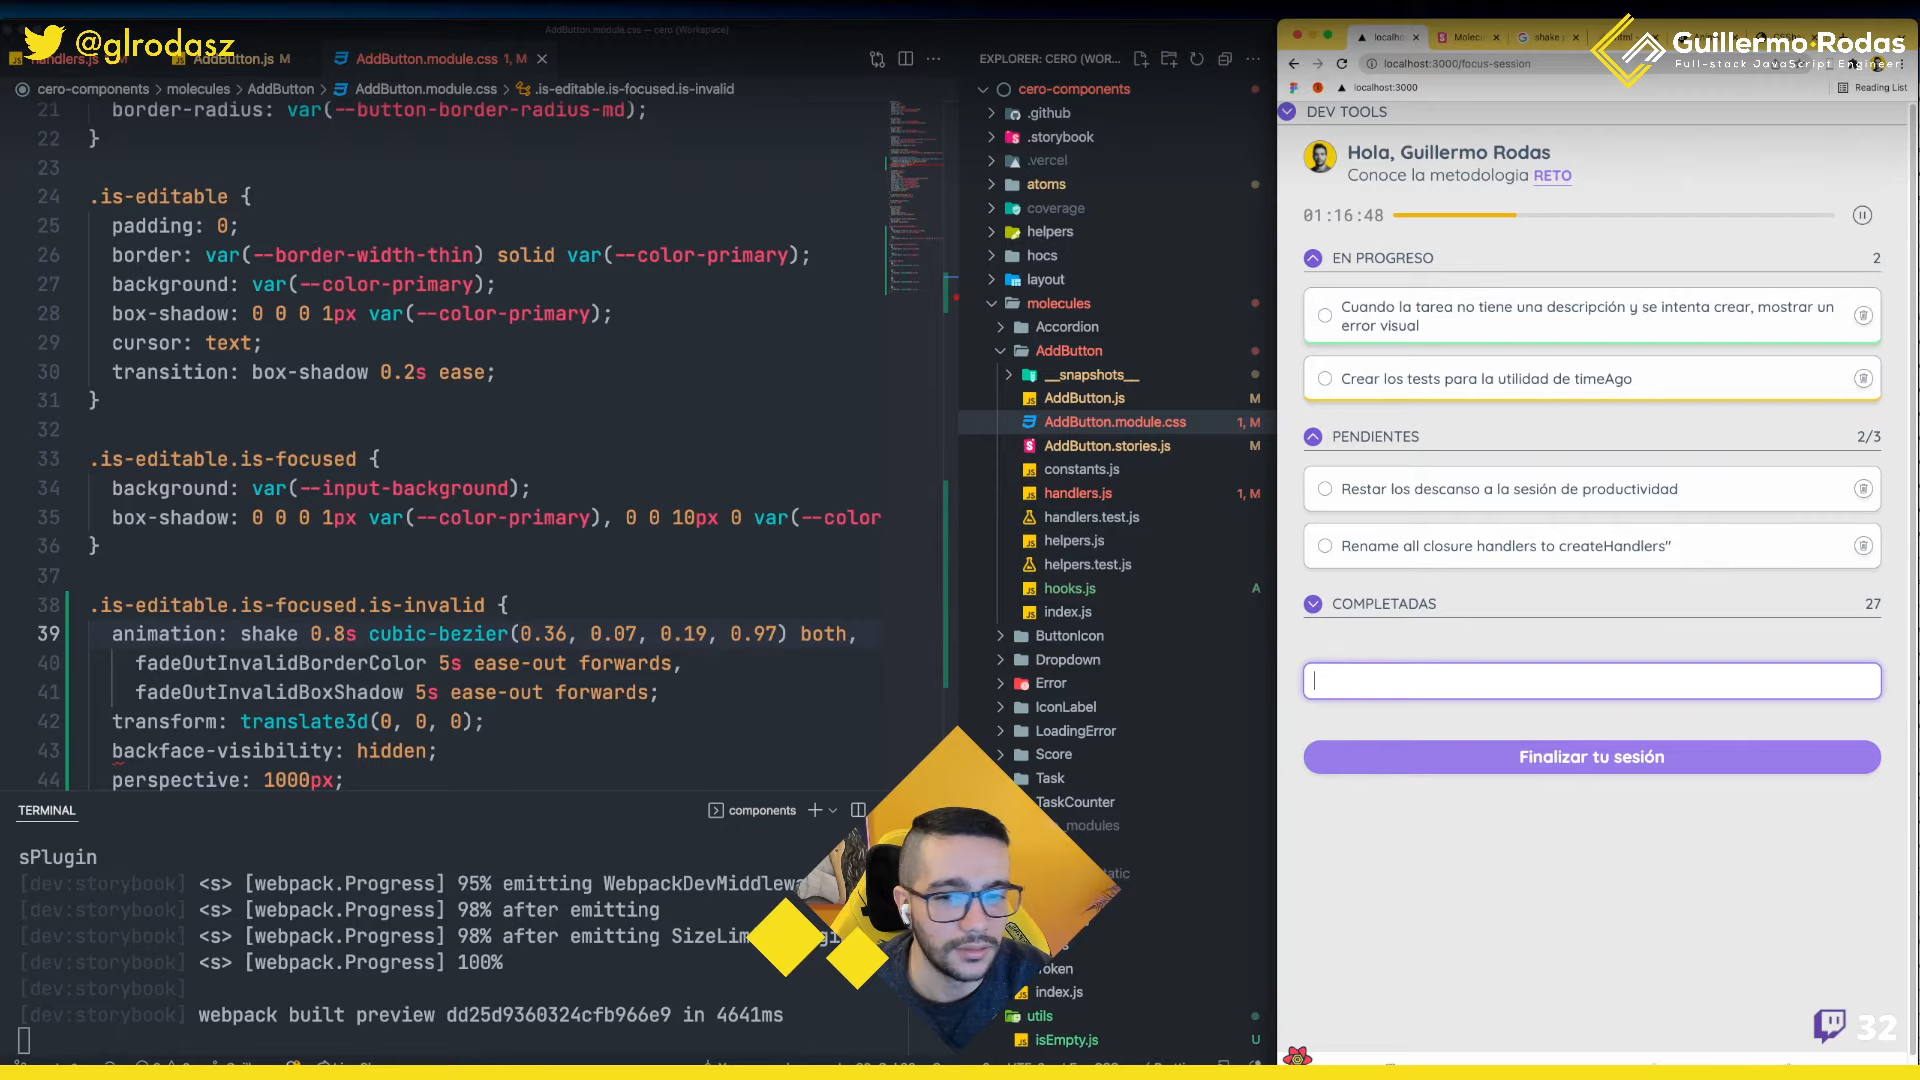 @glrodasz
AddButton.module.css — cero (Workspace)
handlers.js
AddButton.js M
AddButton.module.css 1, M
cero-components > molecules > AddButton > AddButton.module.css > .is-editable.is-focused.is-invalid
21 border-radius: var(--button-border-radius-md);
22 }
23
24 .is-editable {
25 padding: 0;
26 border: var(--border-width-thin) solid var(--color-primary);
27 background: var(--color-primary);
28 box-shadow: 0 0 0 1px var(--color-primary);
29 cursor: text;
30 transition: box-shadow 0.2s ease;
31 }
32
33 .is-editable.is-focused {
34 background: var(--input-background);
35 box-shadow: 0 0 0 1px var(--color-primary), 0 0 10px 0 var(--color
36 }
37
38 .is-editable.is-focused.is-invalid {
39 animation: shake 0.8s cubic-bezier(0.36, 0.07, 0.19, 0.97) both,
40 fadeOutInvalidBorderColor 5s ease-out forwards,
41 fadeOutInvalidBoxShadow 5s ease-out forwards;
42 transform: translate3d(0, 0, 0);
43 backface-visibility: hidden;
44 perspective: 1000px;
TERMINAL
components
sPlugin
[dev:storybook] <s> [webpack.Progress] 95% emitting WebpackDevMiddlewa
[dev:storybook] <s> [webpack.Progress] 98% after emitting
[dev:storybook] <s> [webpack.Progress] 98% after emitting SizeLim
[dev:storybook] <s> [webpack.Progress] 100%
[dev:storybook]
[dev:storybook] webpack built preview dd25d9360324cfb966e9 in 4641ms
EXPLORER: CERO (WOR...
cero-components
.github
.storybook
.vercel
atoms
coverage
helpers
hocs
layout
molecules
Accordion
AddButton
__snapshots__
AddButton.js M
AddButton.module.css 1, M
AddButton.stories.js M
constants.js
handlers.js 1, M
handlers.test.js
helpers.js
helpers.test.js
hooks.js A
index.js
ButtonIcon
Dropdown
Error
IconLabel
LoadingError
Score
Task
TaskCounter
_modules
index.js
utils
isEmpty.js U
Guillermo Rodas
Full-stack JavaScript Engineer
localho
Molecu
shake
localhost:3000/focus-session
localhost:3000
Reading List
DEV TOOLS
Hola, Guillermo Rodas
Conoce la metodologia RETO
01:16:48
EN PROGRESO 2
Cuando la tarea no tiene una descripción y se intenta crear, mostrar un
error visual
Crear los tests para la utilidad de timeAgo
PENDIENTES 2/3
Restar los descanso a la sesión de productividad
Rename all closure handlers to createHandlers"
COMPLETADAS 27
Finalizar tu sesión
32